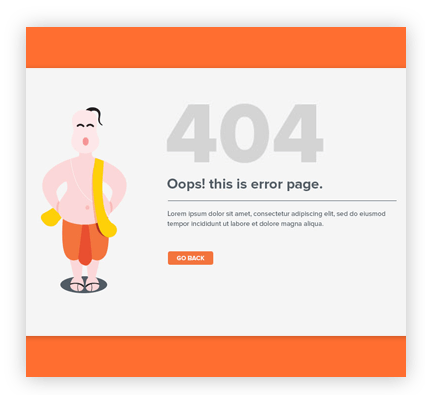 404
Oops! this is error page.
Lorem ipsum dolor sit amet, consectetur adipiscing elit, sed do eiusmod
tempor incididunt ut labore et dolore magna aliqua.
GO BACK